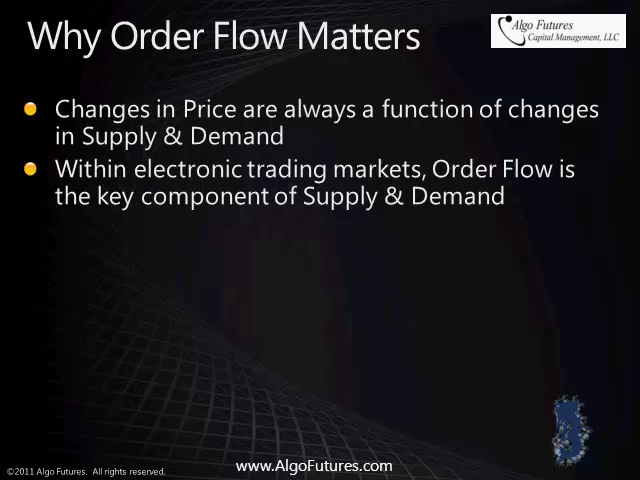 Why Order Flow Matters
Algo Futures
Capital Management, LLC
Changes in Price are always a function of changes
in Supply & Demand
Within electronic trading markets, Order Flow is
the key component of Supply & Demand
©2011 Algo Futures. All rights reserved.
www.AlgoFutures.com